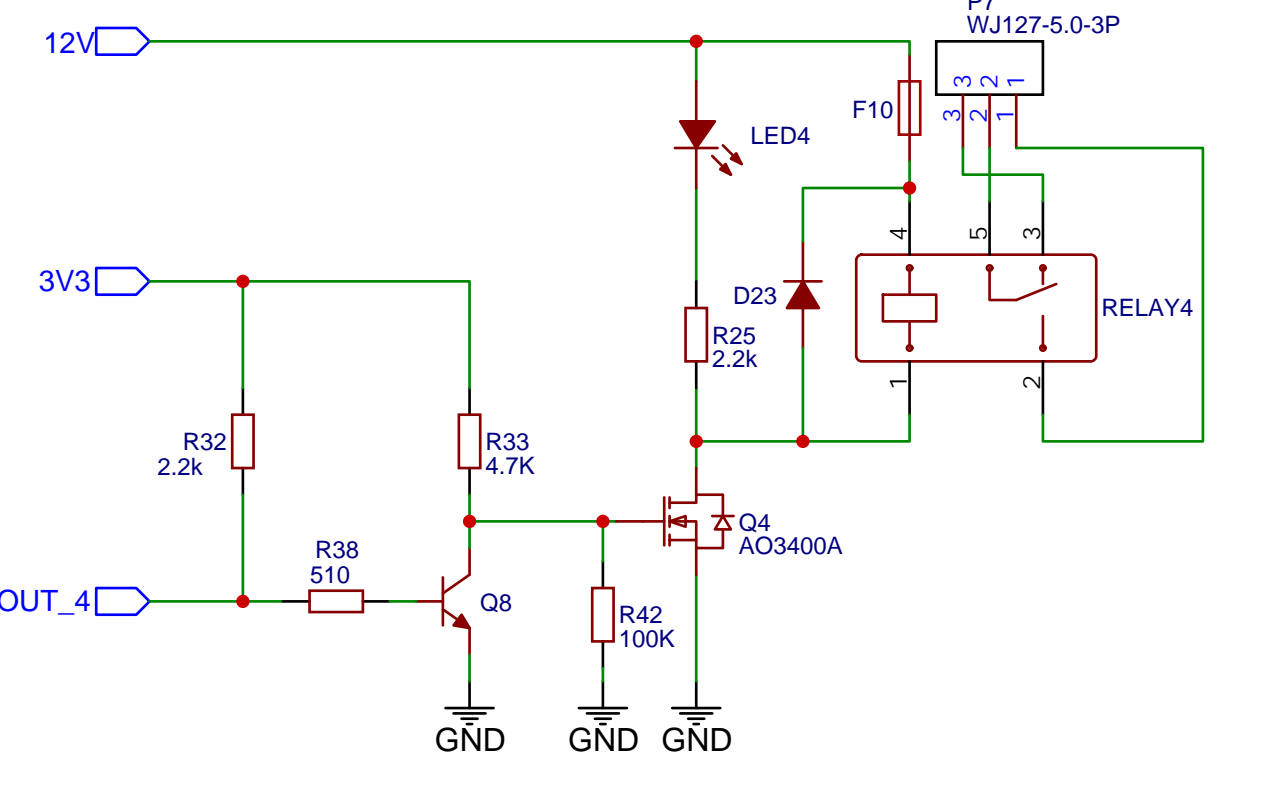 P7
WJ127-5.0-3P
12V
3 2 1
3 2 1
F10
LED4
4 5 3
3V3
D23
RELAY4
R25
2.2k
1 2
R32
2.2k
R33
4.7K
Q4
AO3400A
R38
510
OUT_4
Q8
R42
100K
GND GND GND